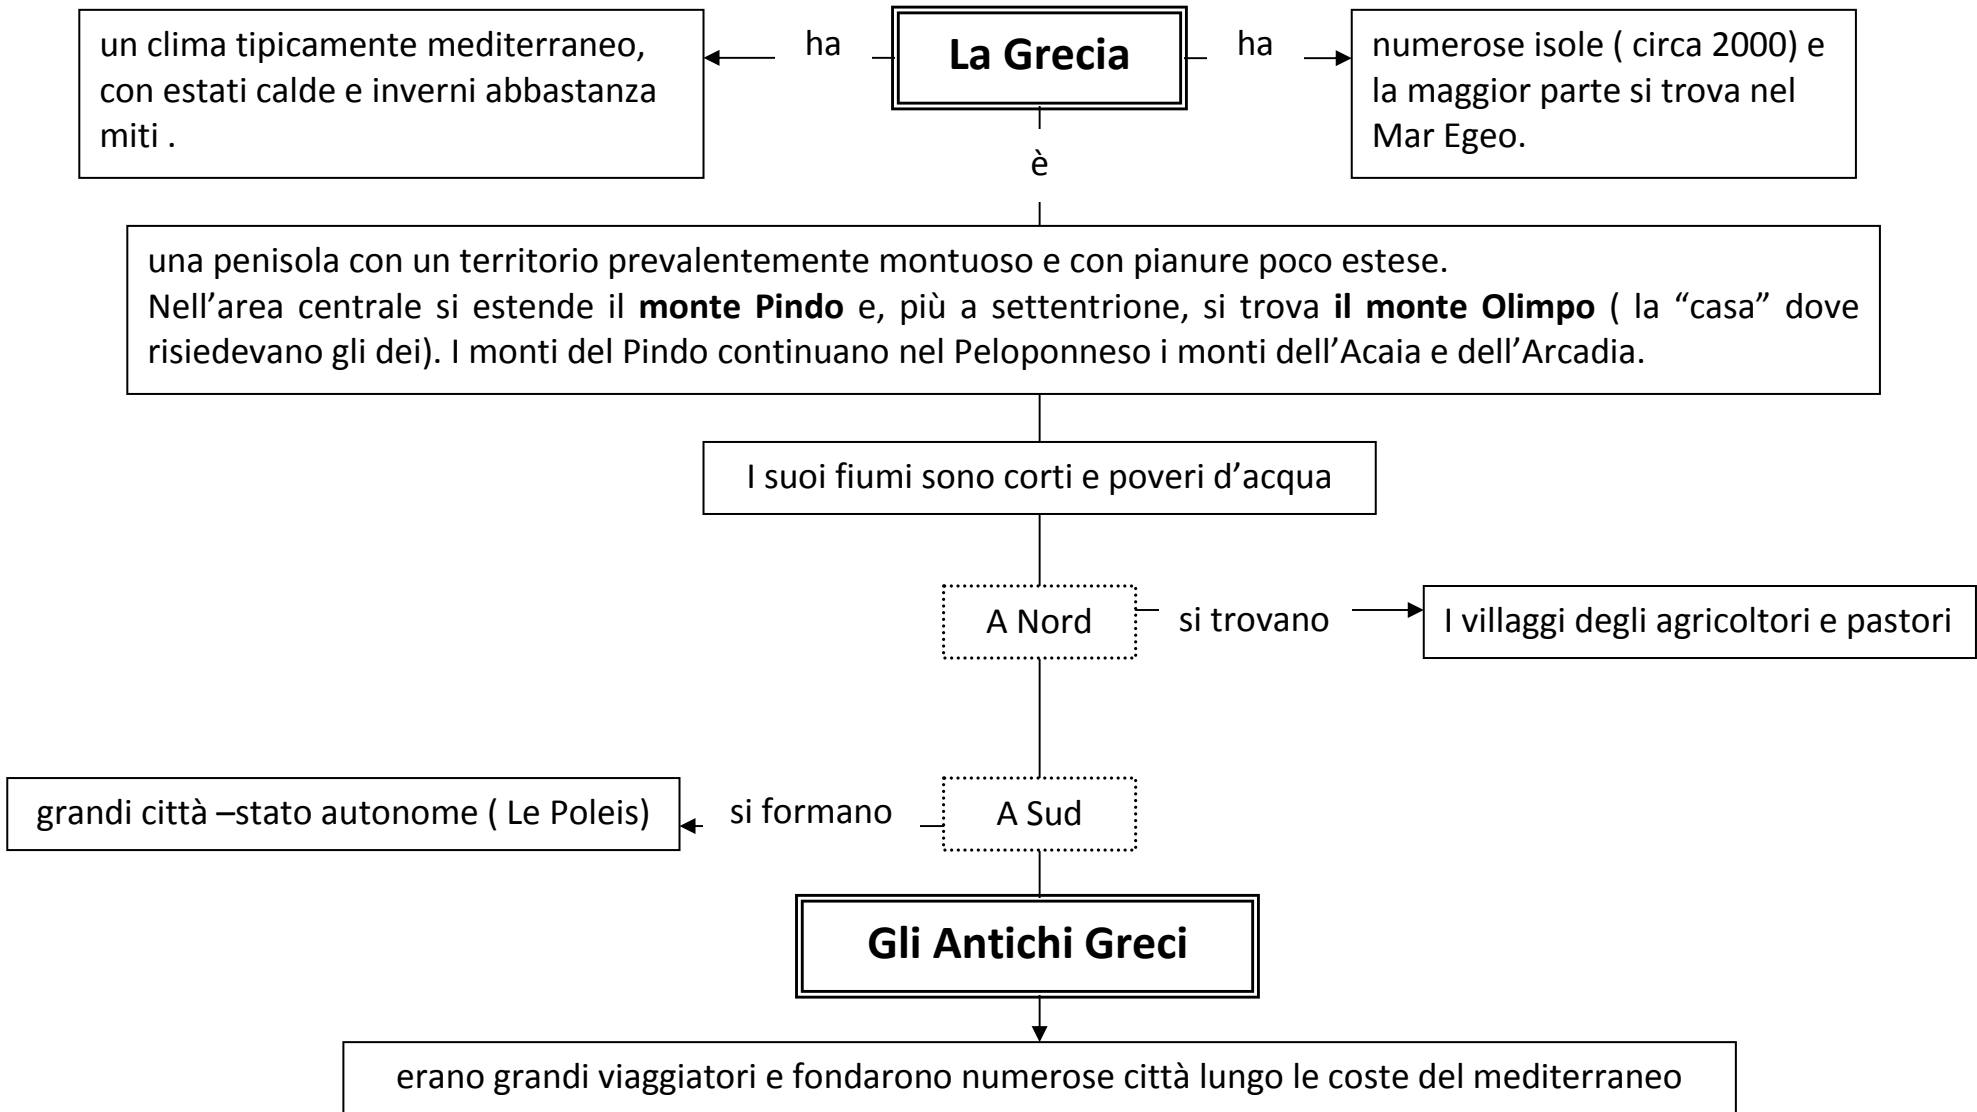 un clima tipicamente mediterraneo,
con estati calde e inverni abbastanza
miti .
ha
La Grecia
ha
numerose isole ( circa 2000) e
la maggior parte si trova nel
Mar Egeo.
è
una penisola con un territorio prevalentemente montuoso e con pianure poco estese.
Nell’area centrale si estende il monte Pindo e, più a settentrione, si trova il monte Olimpo ( la “casa” dove
risiedevano gli dei). I monti del Pindo continuano nel Peloponneso i monti dell’Acaia e dell’Arcadia.
I suoi fiumi sono corti e poveri d’acqua
A Nord
si trovano
I villaggi degli agricoltori e pastori
grandi città –stato autonome ( Le Poleis)
si formano
A Sud
Gli Antichi Greci
erano grandi viaggiatori e fondarono numerose città lungo le coste del mediterraneo